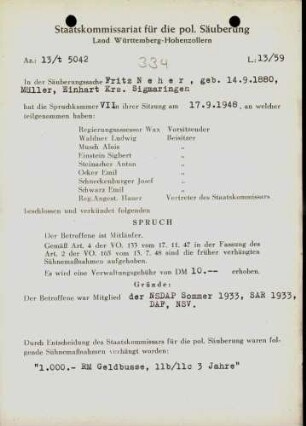 Staatskommissariat für die pol. Säuberung
Land Württemberg-Hohenzollern
Az.: 13/t 5042
L.: 13/59
334
In der Säuberungssache Fritz Neher, geb. 14.9.1880,
Müller, Einhart Krs. Sigmaringen
hat die Spruchkammer VII in ihrer Sitzung am 17.9.1948, an welcher
teilgenommen haben:
Regierungsassessor Wax Vorsitzender
Waldner Ludwig Beisitzer
Munsh Alois "
Einstein Sigbert "
Steinacher Anton "
Osker Emil "
Schneckenburger Josef "
Schwarz Emil "
Reg.Angest. Hauer Vertreter des Staatskommissars
beschlossen und verkündet folgenden
SPRUCH
Der Betroffene ist Mitläufer.
Gemäß Art. 4 der VO. 133 vom 17. 11. 47 in der Fassung des
Art. 2 der VO. 165 vom 13. 7. 48 sind die früher verhängten
Sühnemaßnahmen aufgehoben.
Es wird eine Verwaltungsgebühr von DM 10.-- erhoben.
Gründe:
Der Betroffene war Mitglied der NSDAP Sommer 1933, SAR 1933,
DAF, NSV.
Durch Entscheidung des Staatskommissars für die pol. Säuberung waren fol-
gende Sühnemaßnahmen verhängt worden:
"1.000.- RM Geldbusse, 11b/11c 3 Jahre"